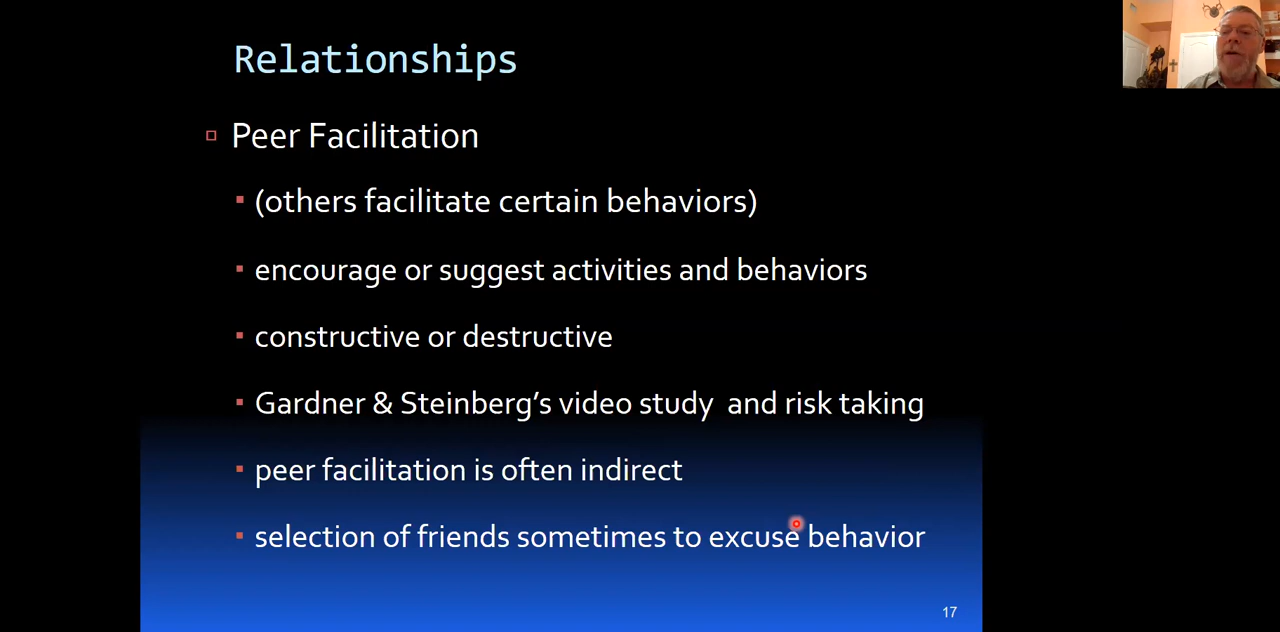 Relationships
Peer Facilitation
(others facilitate certain behaviors)
encourage or suggest activities and behaviors
constructive or destructive
Gardner & Steinberg’s video study and risk taking
peer facilitation is often indirect
selection of friends sometimes to excuse behavior
17